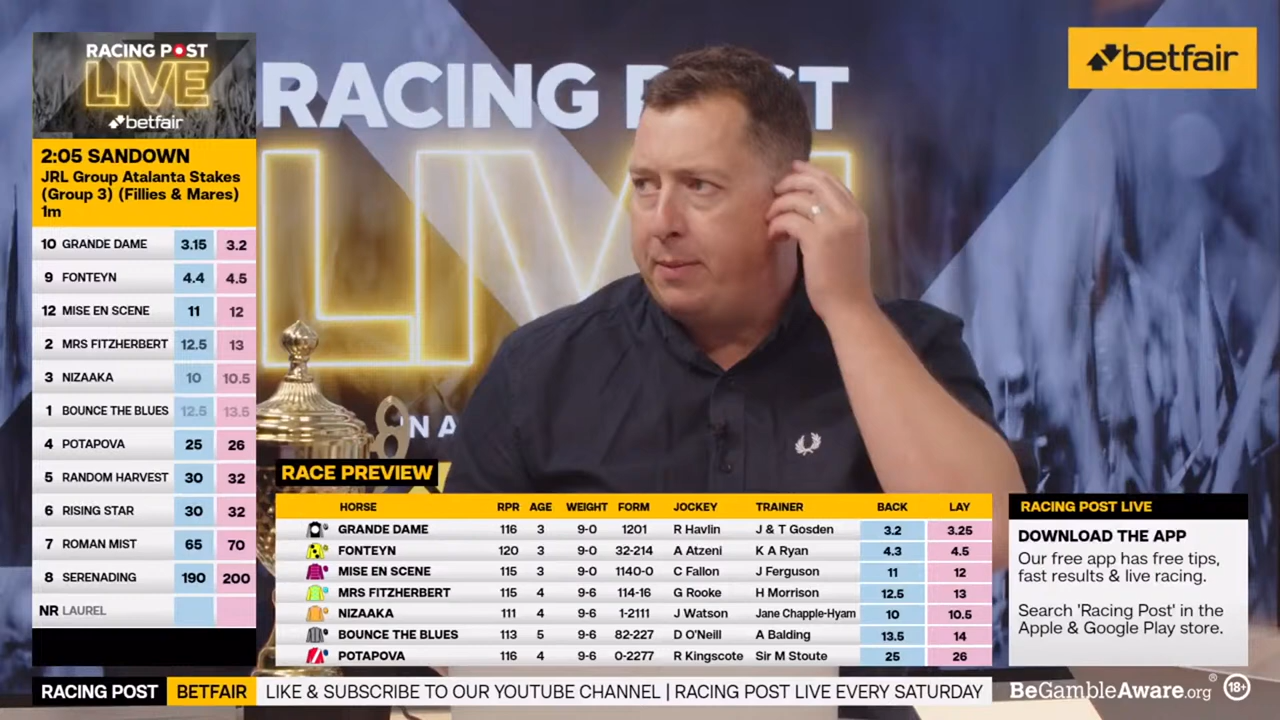 RACING POST
LIVE
betfair
2:05 SANDOWN
JRL Group Atalanta Stakes
(Group 3) (Fillies & Mares)
1m
10 GRANDE DAME 3.15 3.2
9 FONTEYN 4.4 4.5
12 MISE EN SCENE 11 12
2 MRS FITZHERBERT 12.5 13
3 NIZAAKA 10 10.5
1 BOUNCE THE BLUES 12.5 13.5
4 POTAPOVA 25 26
5 RANDOM HARVEST 30 32
6 RISING STAR 30 32
7 ROMAN MIST 65 70
8 SERENADING 190 200
NR LAUREL
RACING P ST
LIVE
N A
betfair
RACE PREVIEW
HORSE RPR AGE WEIGHT FORM JOCKEY TRAINER BACK LAY
GRANDE DAME 116 3 9-0 1201 R Havlin J & T Gosden 3.2 3.25
FONTEYN 120 3 9-0 32-214 A Atzeni K A Ryan 4.3 4.5
MISE EN SCENE 115 3 9-0 1140-0 C Fallon J Ferguson 11 12
MRS FITZHERBERT 115 4 9-6 114-16 G Rooke H Morrison 12.5 13
NIZAAKA 111 4 9-6 1-2111 J Watson Jane Chapple-Hyam 10 10.5
BOUNCE THE BLUES 113 5 9-6 82-227 D O'Neill A Balding 13.5 14
POTAPOVA 116 4 9-6 0-2277 R Kingscote Sir M Stoute 25 26
RACING POST LIVE
DOWNLOAD THE APP
Our free app has free tips,
fast results & live racing.
Search 'Racing Post' in the
Apple & Google Play store.
RACING POST BETFAIR LIKE & SUBSCRIBE TO OUR YOUTUBE CHANNEL | RACING POST LIVE EVERY SATURDAY BeGambleAware.org® 18+